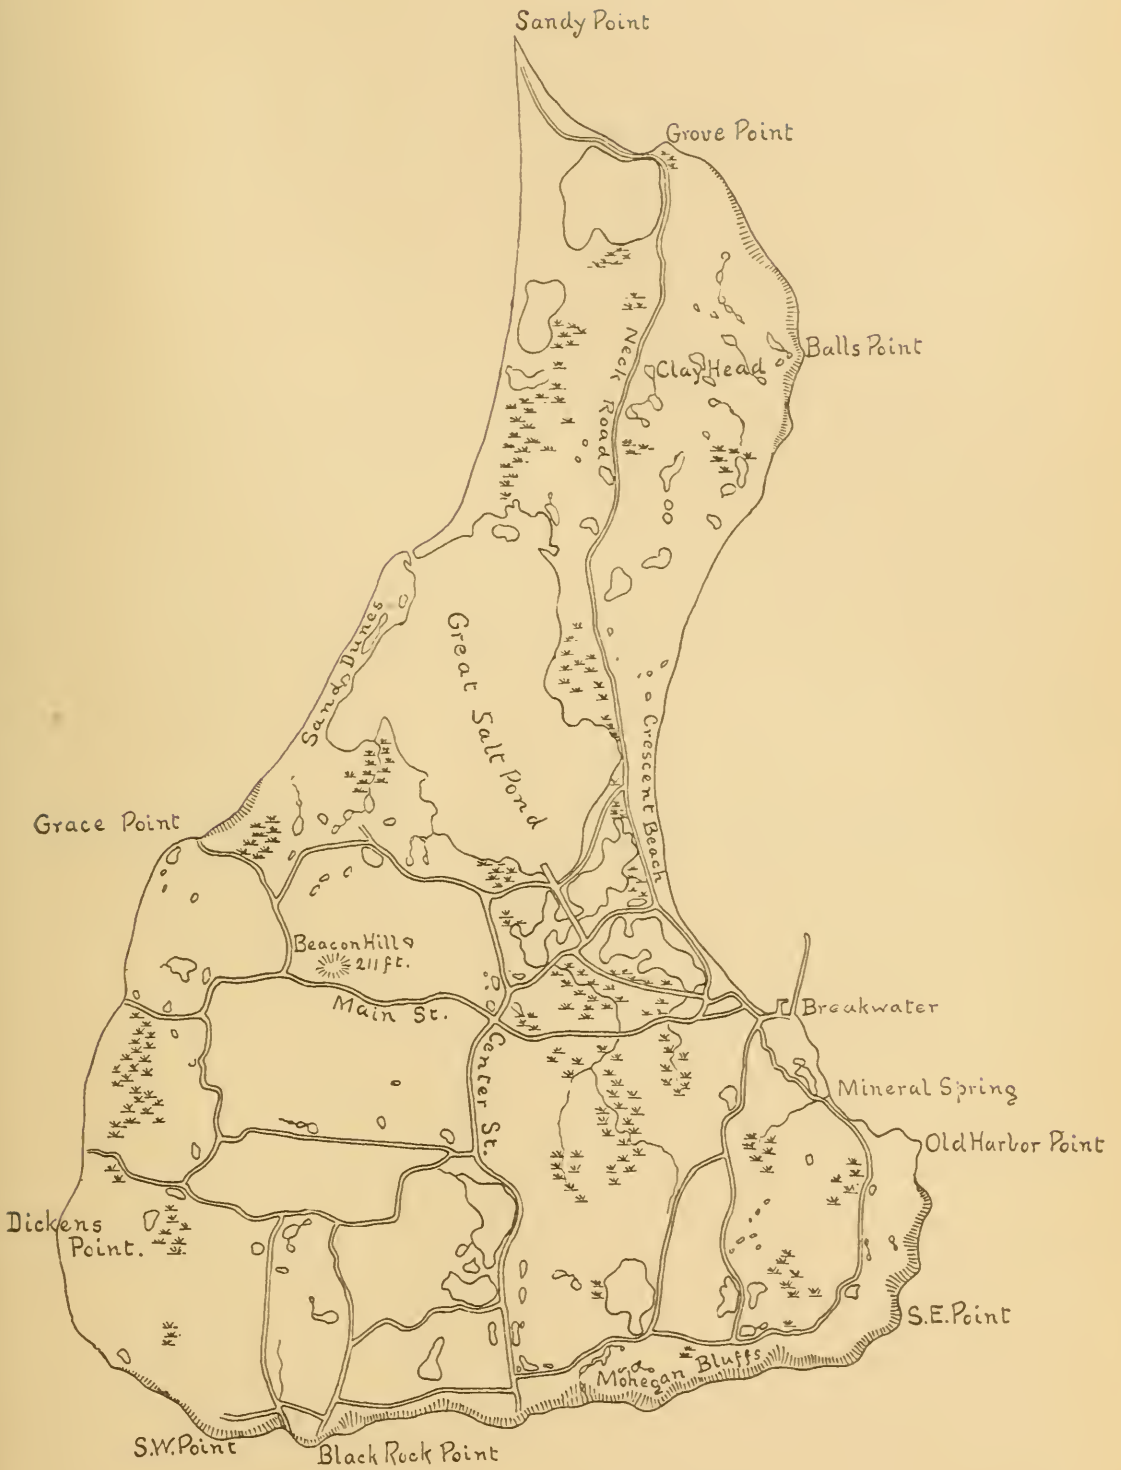 Sandy Point
Grove Point
Balls Point
Neck Road
Clay Head
Sand Dunes
Great Salt Pond
Crescent Beach
Grace Point
Beacon Hill
211 ft.
Main St.
Breakwater
Center St.
Mineral Spring
Old Harbor Point
Dickens
Point.
S.E. Point
Mohegan Bluffs
S.W. Point
Black Rock Point